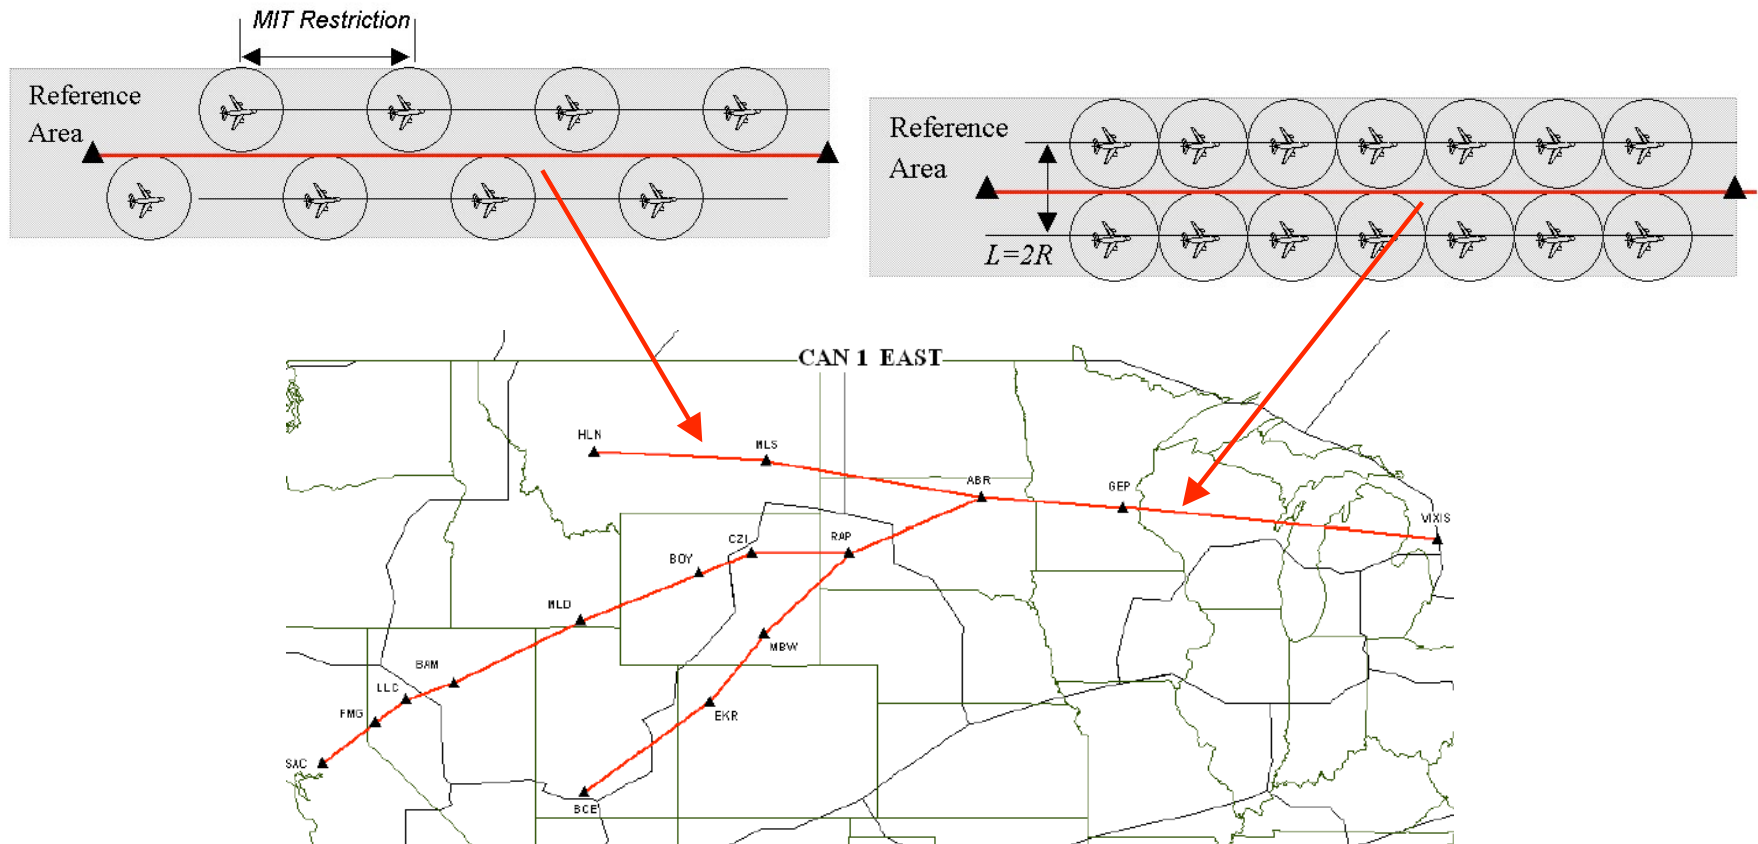 MIT Restriction
Reference
Area
Reference
Area
L=2R
CAN 1 EAST
HLN
MLS
ABR
GEP
VIXIS
CZI
RAP
BOY
MLD
MBW
BAM
LLC
EKR
FMG
SAC
BCE